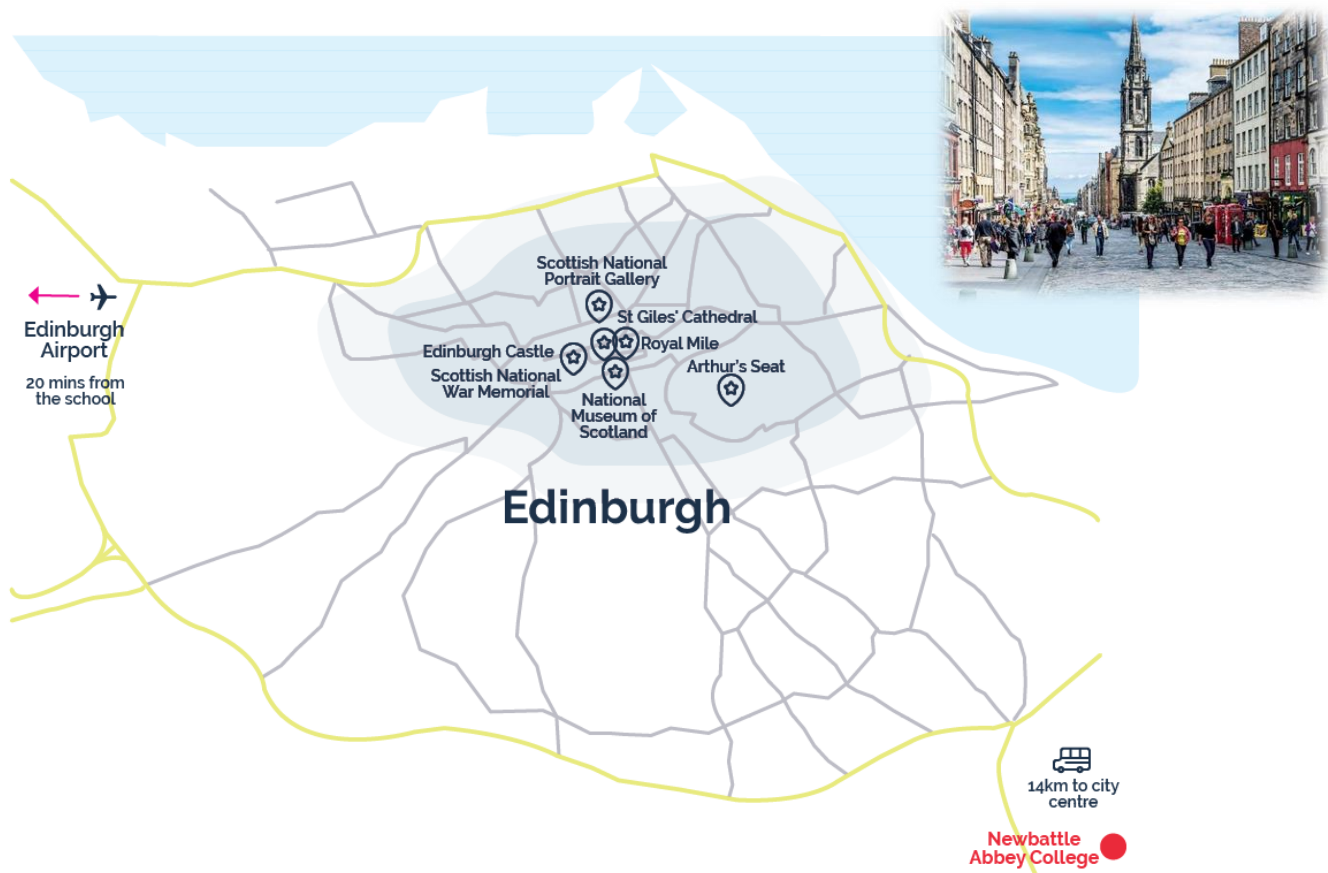 Scottish National
Portrait Gallery
St Giles' Cathedral
Edinburgh Castle
Royal Mile
Arthur's Seat
Scottish National
War Memorial
National
Museum of
Scotland
Edinburgh
Airport
20 mins from
the school
Edinburgh
14km to city
centre
Newbattle
Abbey College